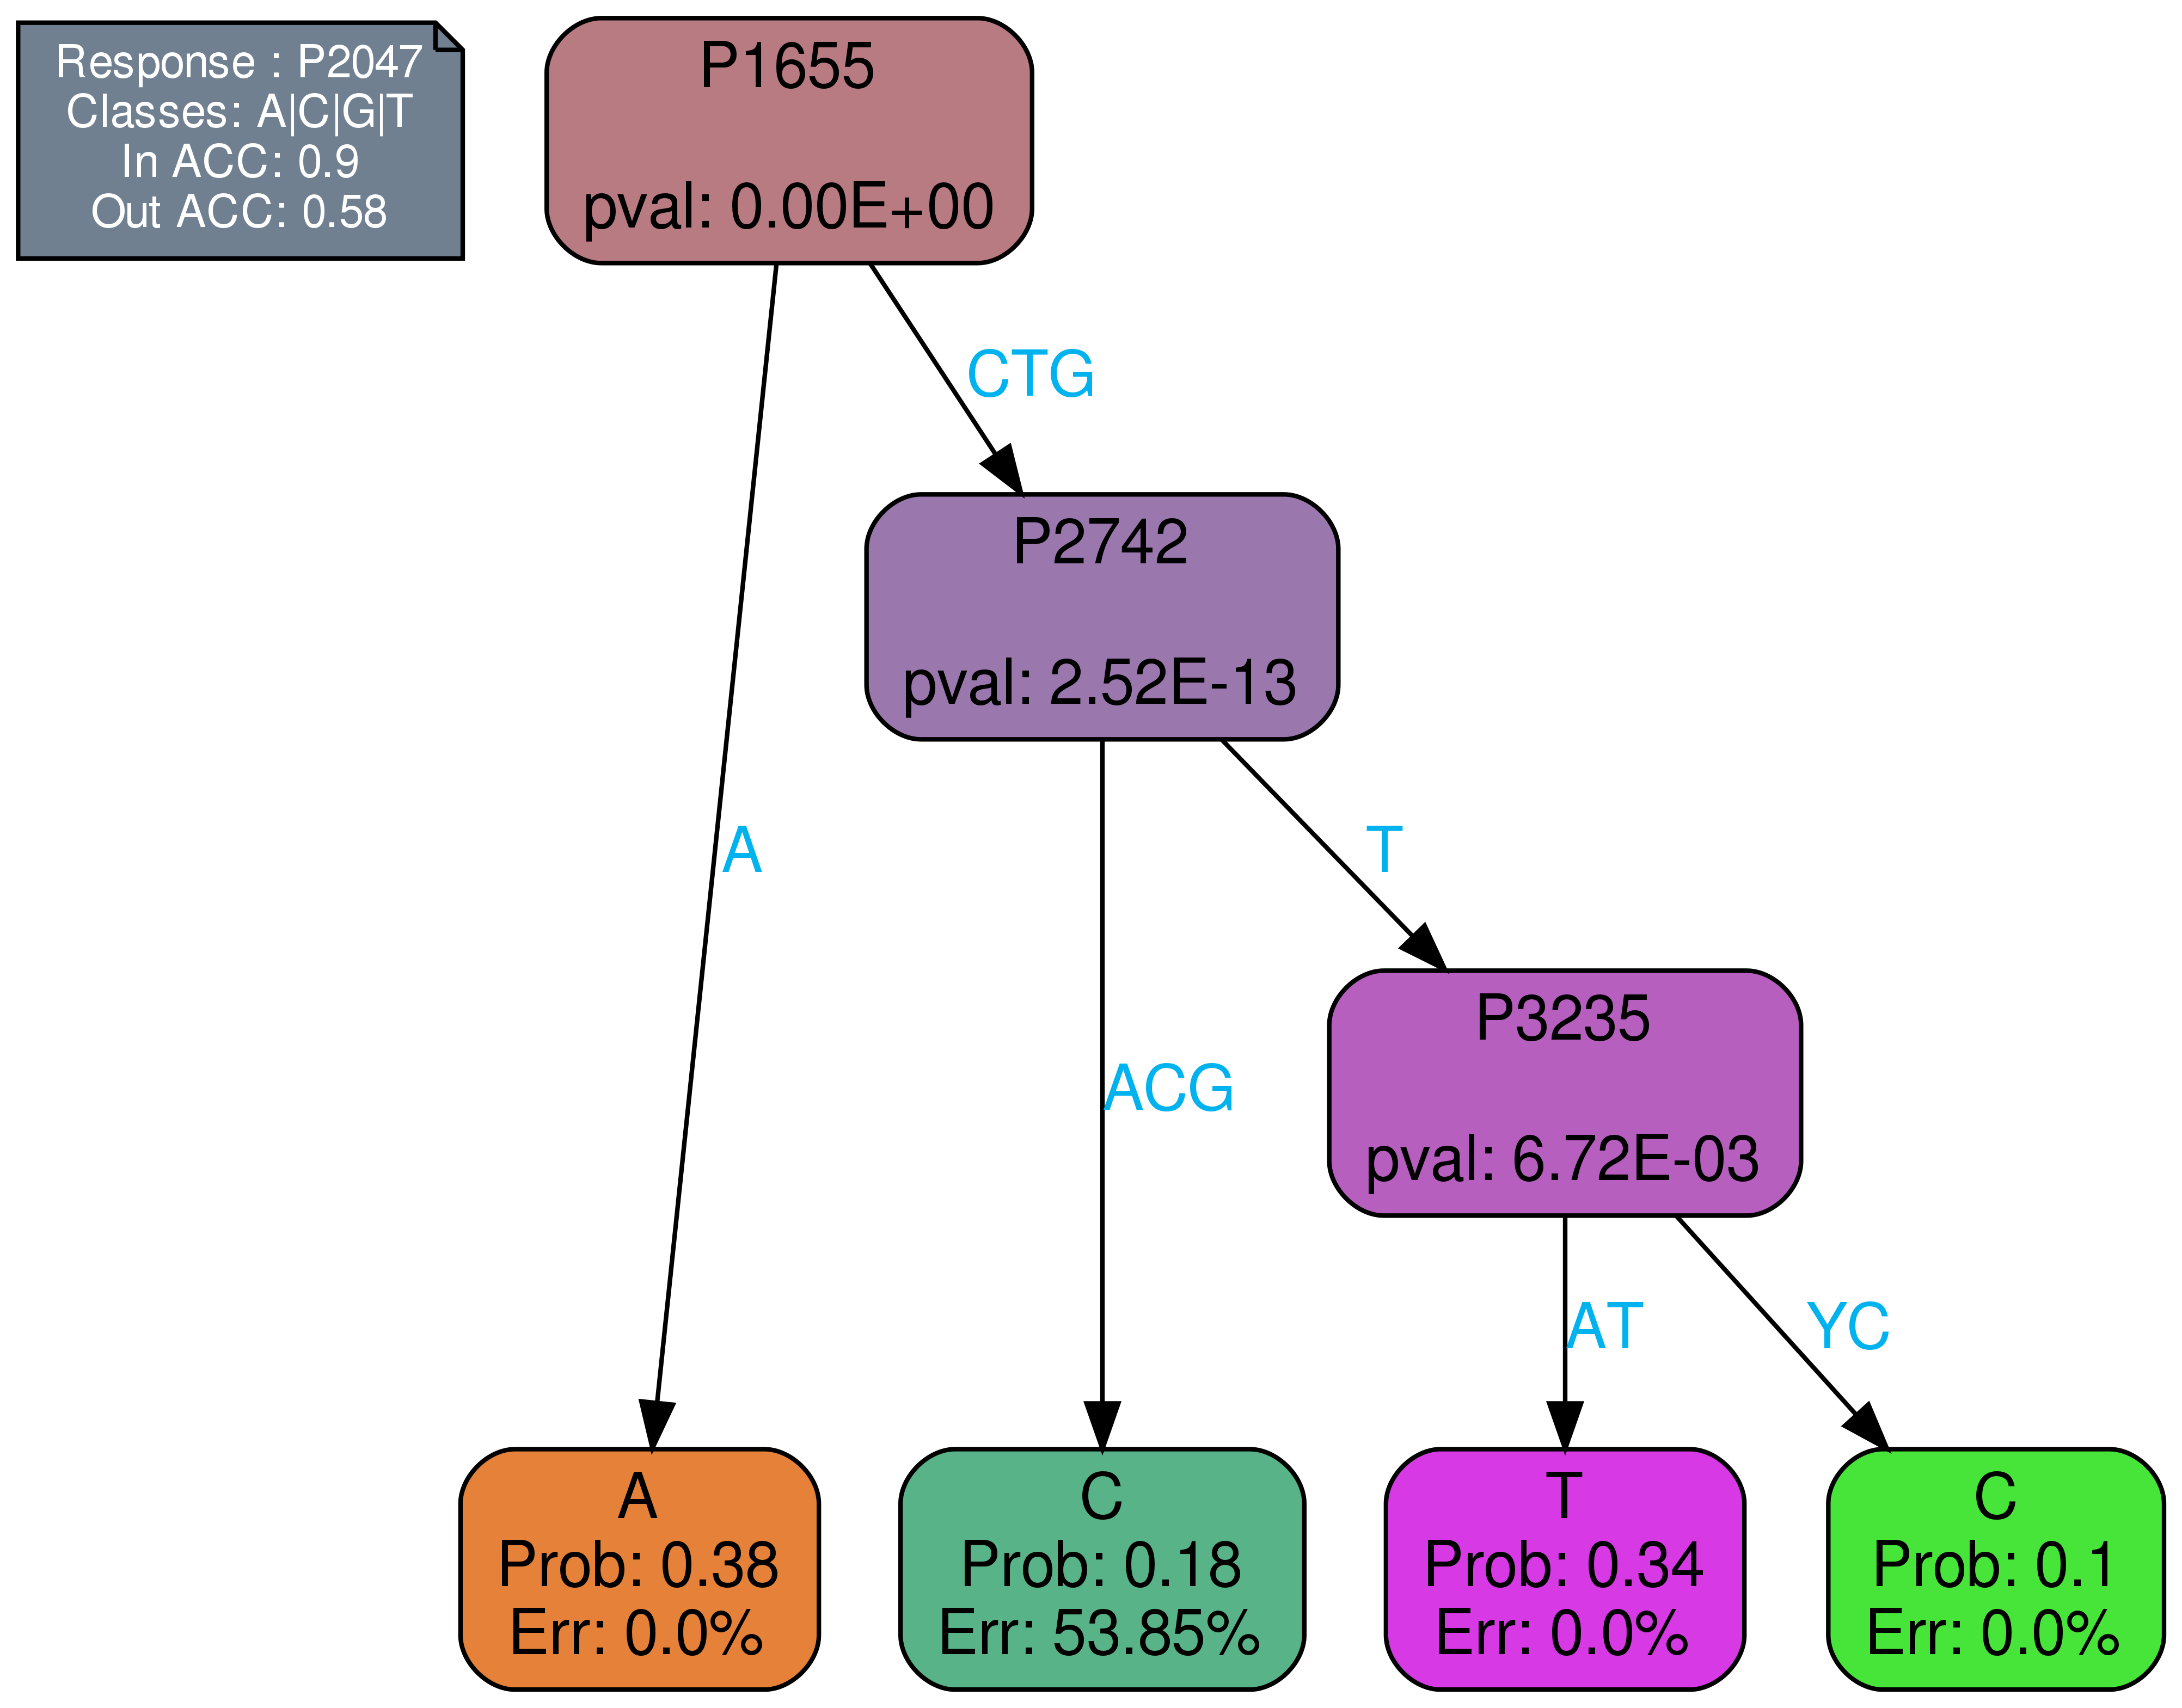 Response : P2047
Classes: A|C|G|T
In ACC: 0.9
Out ACC: 0.58
P1655
pval: 0.00E+00
CTG
P2742
pval: 2.52E-13
A
T
ACG
P3235
pval: 6.72E-03
AT
YC
A
Prob: 0.38
Err: 0.0%
C
Prob: 0.18
Err: 53.85%
T
Prob: 0.34
Err: 0.0%
C
Prob: 0.1
Err: 0.0%